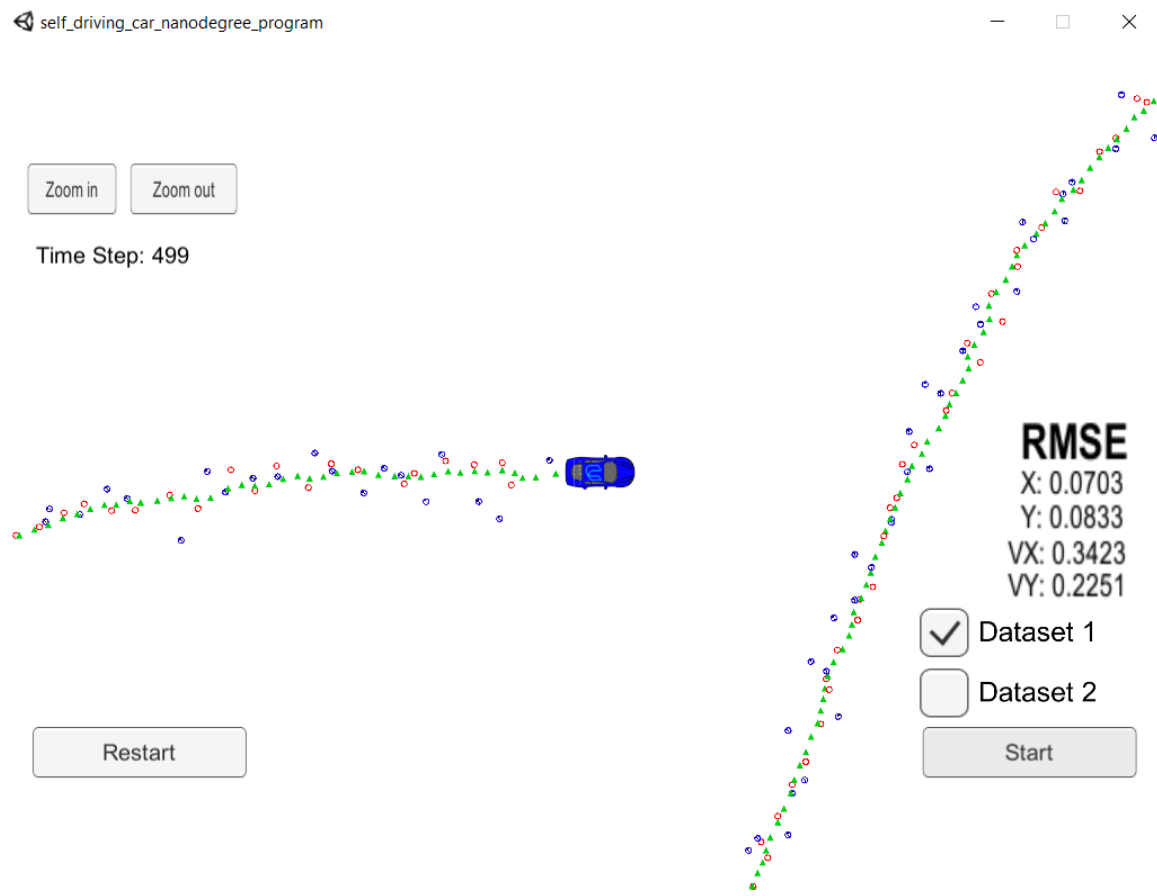 self_driving_car_nanodegree_program
Zoom in
Zoom out
Time Step: 499
RMSE
X: 0.0703
Y: 0.0833
VX: 0.3423
VY: 0.2251
Dataset 1
Dataset 2
Restart
Start